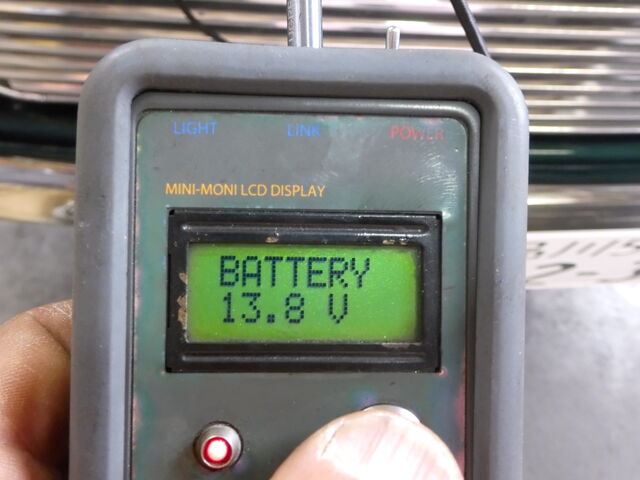 LIGHT LINK POWER
MINI-MONI LCD DISPLAY
BATTERY
13.8 V